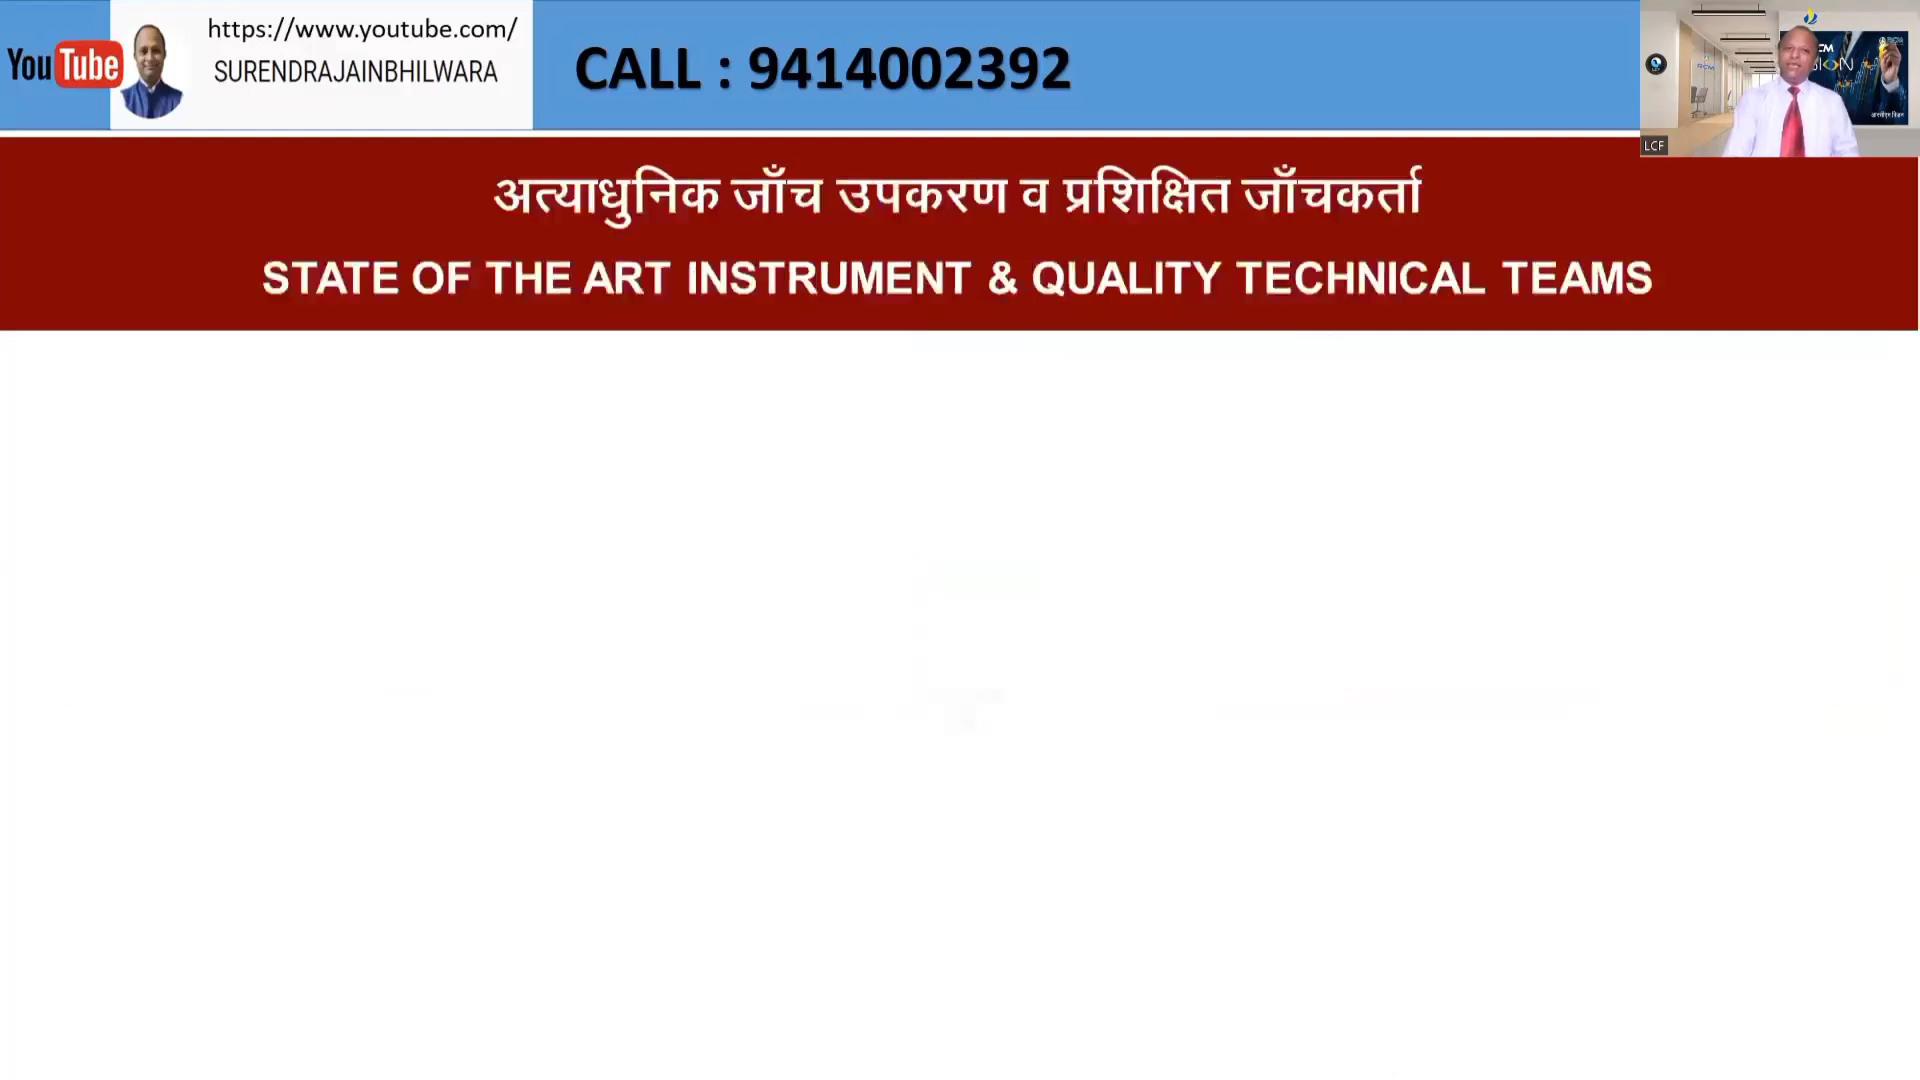 YouTube
https://www.youtube.com/
SURENDRAJAINBHILWARA
CALL : 9414002392
LCF
अत्याधुनिक जाँच उपकरण व प्रशिक्षित जाँचकर्ता
STATE OF THE ART INSTRUMENT & QUALITY TECHNICAL TEAMS